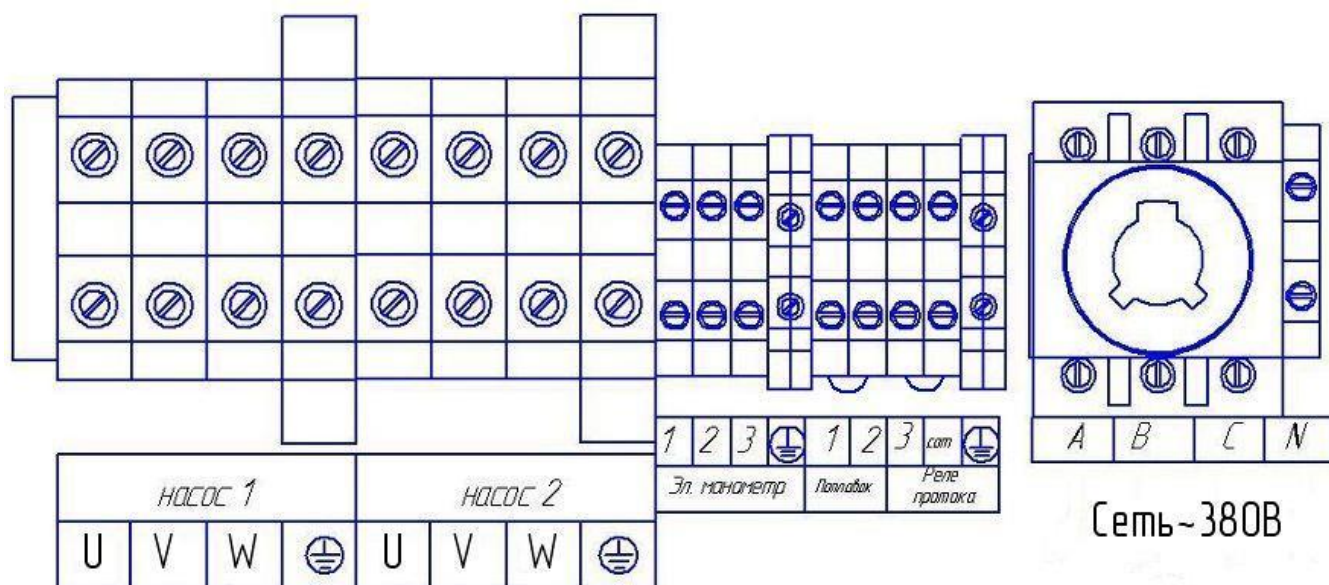 1 2 3 1 2 3 com
Эл. манометр Поплавок Реле протока
A B C N
Сеть~380В
насос 1 насос 2
U V W U V W